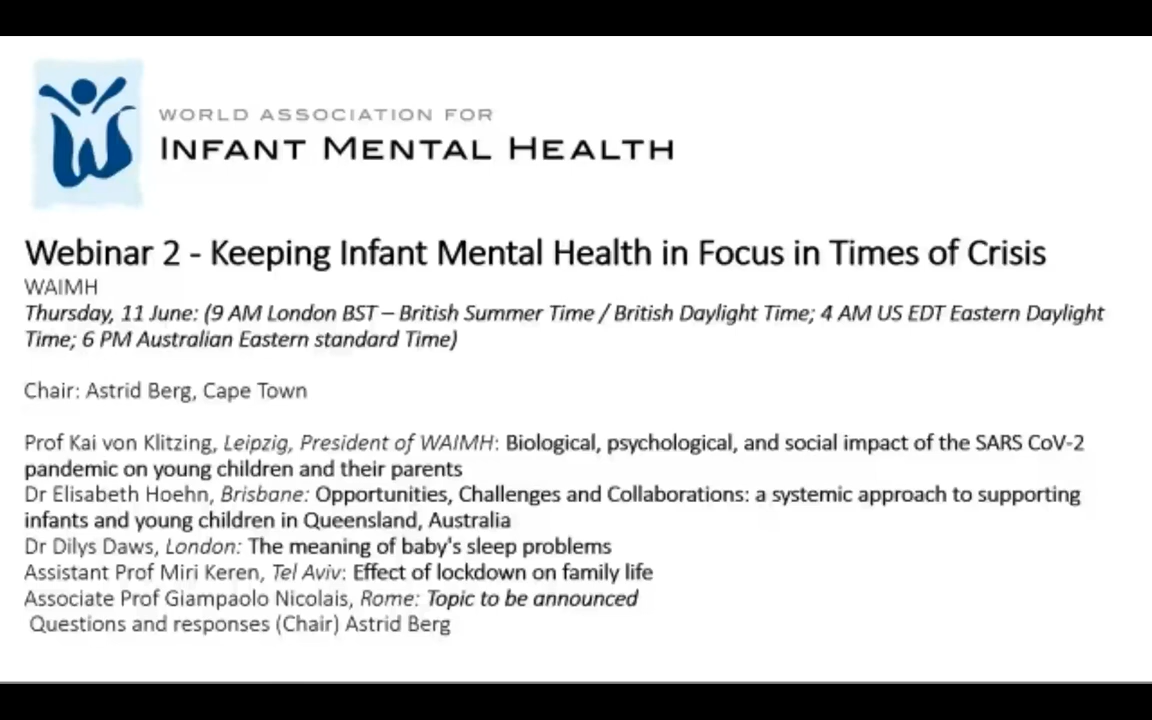 WORLD ASSOCIATION FOR
INFANT MENTAL HEALTH
Webinar 2 - Keeping Infant Mental Health in Focus in Times of Crisis
WAIMH
Thursday, 11 June: (9 AM London BST – British Summer Time / British Daylight Time; 4 AM US EDT Eastern Daylight
Time; 6 PM Australian Eastern standard Time)
Chair: Astrid Berg, Cape Town
Prof Kai von Klitzing, Leipzig, President of WAIMH: Biological, psychological, and social impact of the SARS CoV-2
pandemic on young children and their parents
Dr Elisabeth Hoehn, Brisbane: Opportunities, Challenges and Collaborations: a systemic approach to supporting
infants and young children in Queensland, Australia
Dr Dilys Daws, London: The meaning of baby's sleep problems
Assistant Prof Miri Keren, Tel Aviv: Effect of lockdown on family life
Associate Prof Giampaolo Nicolais, Rome: Topic to be announced
Questions and responses (Chair) Astrid Berg